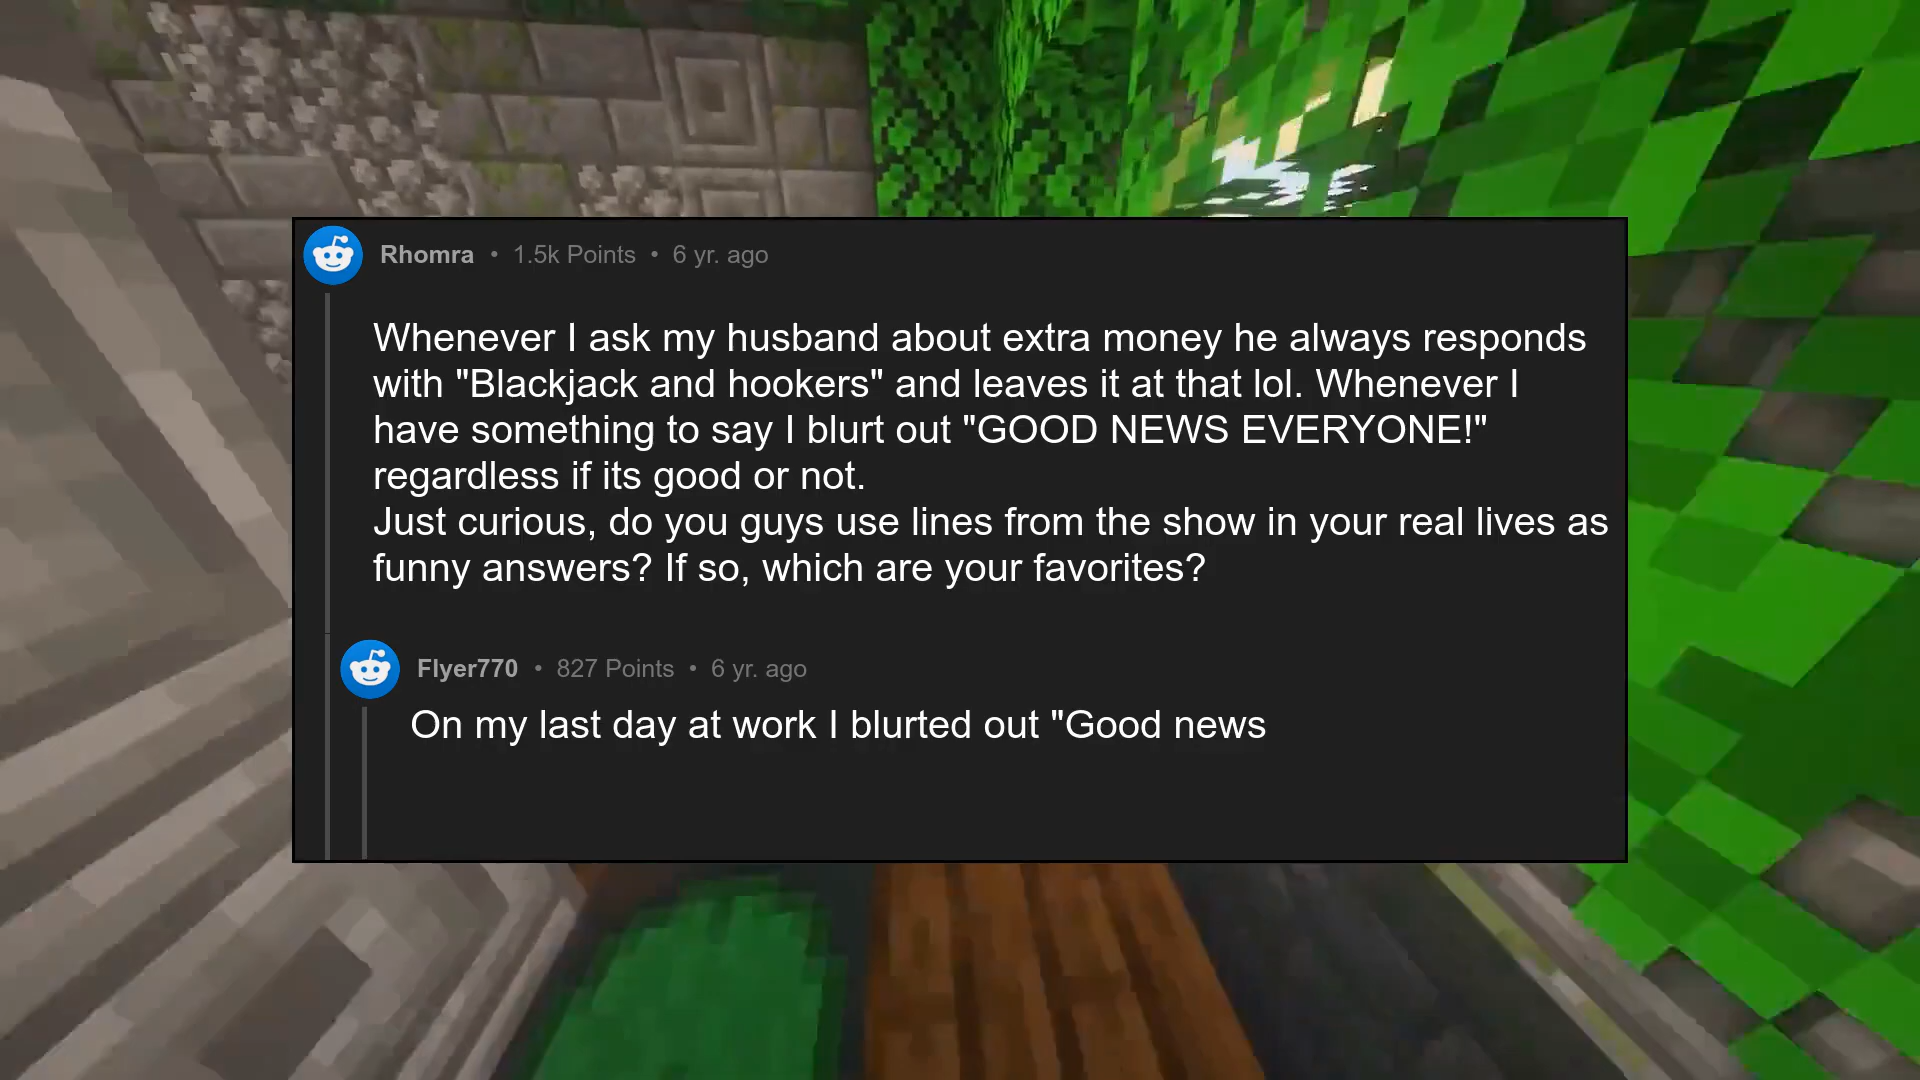 Rhomra • 1.5k Points • 6 yr. ago
Whenever I ask my husband about extra money he always responds
with "Blackjack and hookers" and leaves it at that lol. Whenever I
have something to say I blurt out "GOOD NEWS EVERYONE!"
regardless if its good or not.
Just curious, do you guys use lines from the show in your real lives as
funny answers? If so, which are your favorites?
Flyer770 • 827 Points • 6 yr. ago
On my last day at work I blurted out "Good news